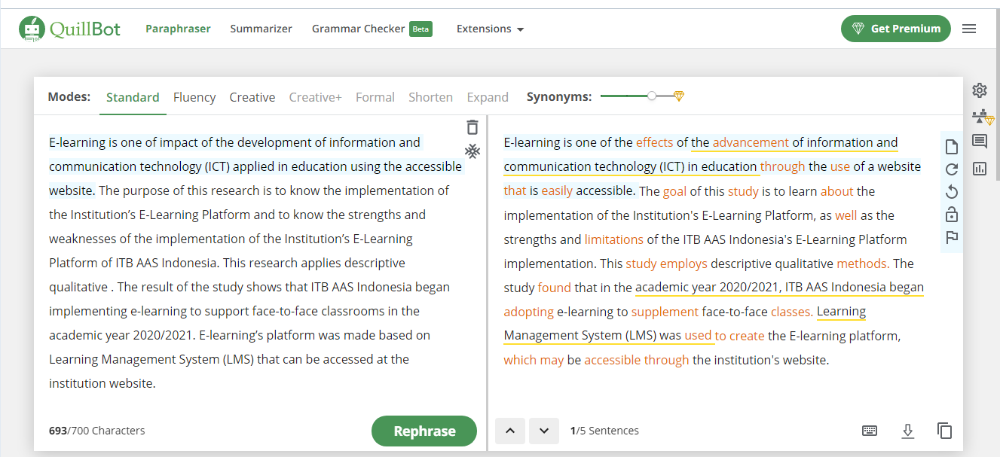 QuillBot Paraphraser Summarizer Grammar Checker Beta Extensions Get Premium
Modes: Standard Fluency Creative Creative+ Formal Shorten Expand Synonyms:
E-learning is one of impact of the development of information and
communication technology (ICT) applied in education using the accessible
website. The purpose of this research is to know the implementation of
the Institution’s E-Learning Platform and to know the strengths and
weaknesses of the implementation of the Institution’s E-Learning
Platform of ITB AAS Indonesia. This research applies descriptive
qualitative . The result of the study shows that ITB AAS Indonesia began
implementing e-learning to support face-to-face classrooms in the
academic year 2020/2021. E-learning’s platform was made based on
Learning Management System (LMS) that can be accessed at the
institution website.
693/700 Characters
Rephrase
E-learning is one of the effects of the advancement of information and
communication technology (ICT) in education through the use of a website
that is easily accessible. The goal of this study is to learn about the
implementation of the Institution's E-Learning Platform, as well as the
strengths and limitations of the ITB AAS Indonesia's E-Learning Platform
implementation. This study employs descriptive qualitative methods. The
study found that in the academic year 2020/2021, ITB AAS Indonesia began
adopting e-learning to supplement face-to-face classes. Learning
Management System (LMS) was used to create the E-learning platform,
which may be accessible through the institution's website.
1/5 Sentences